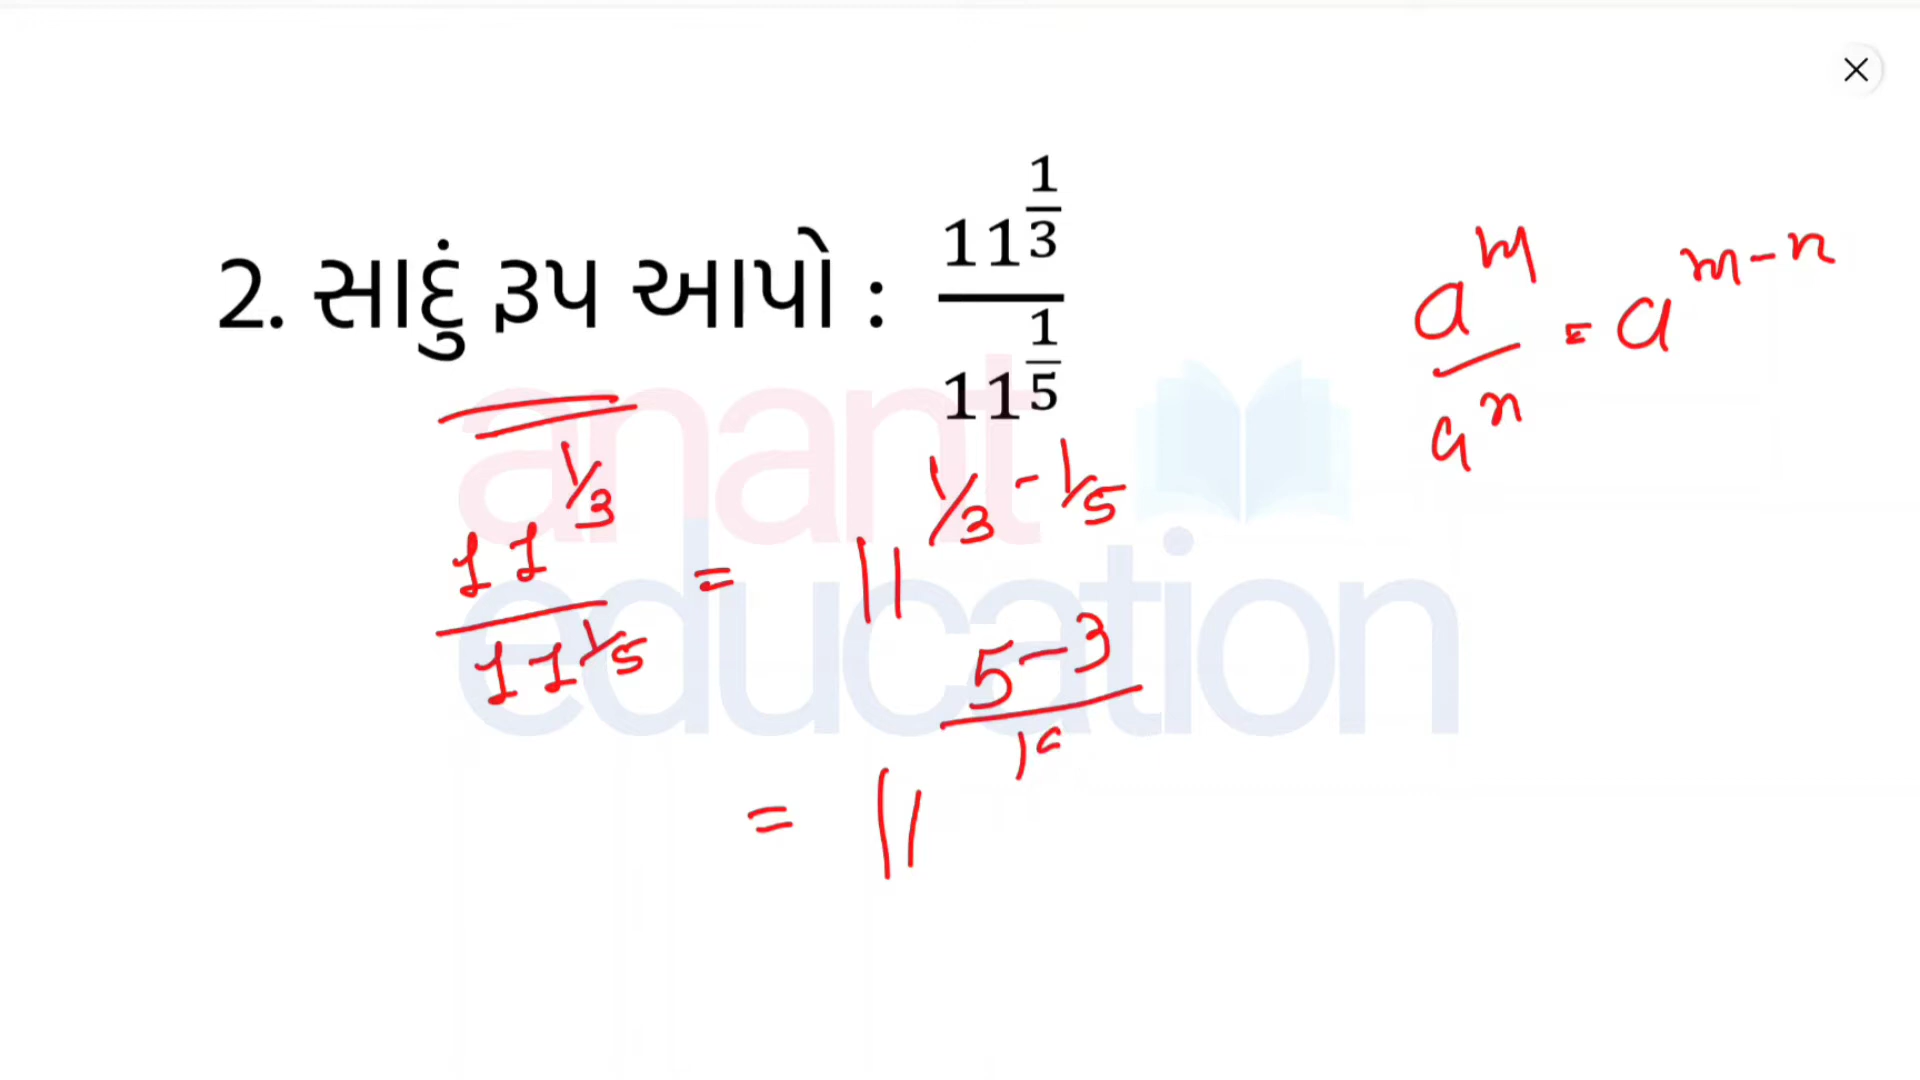 2. સાદું રૂપ આપો : 11^(1/3) / 11^(1/5)
a^m / a^n = a^(m-n)
anant
education
11^(1/3) / 11^(1/5) = 11^(1/3 - 1/5)
= 11^((5-3)/15)